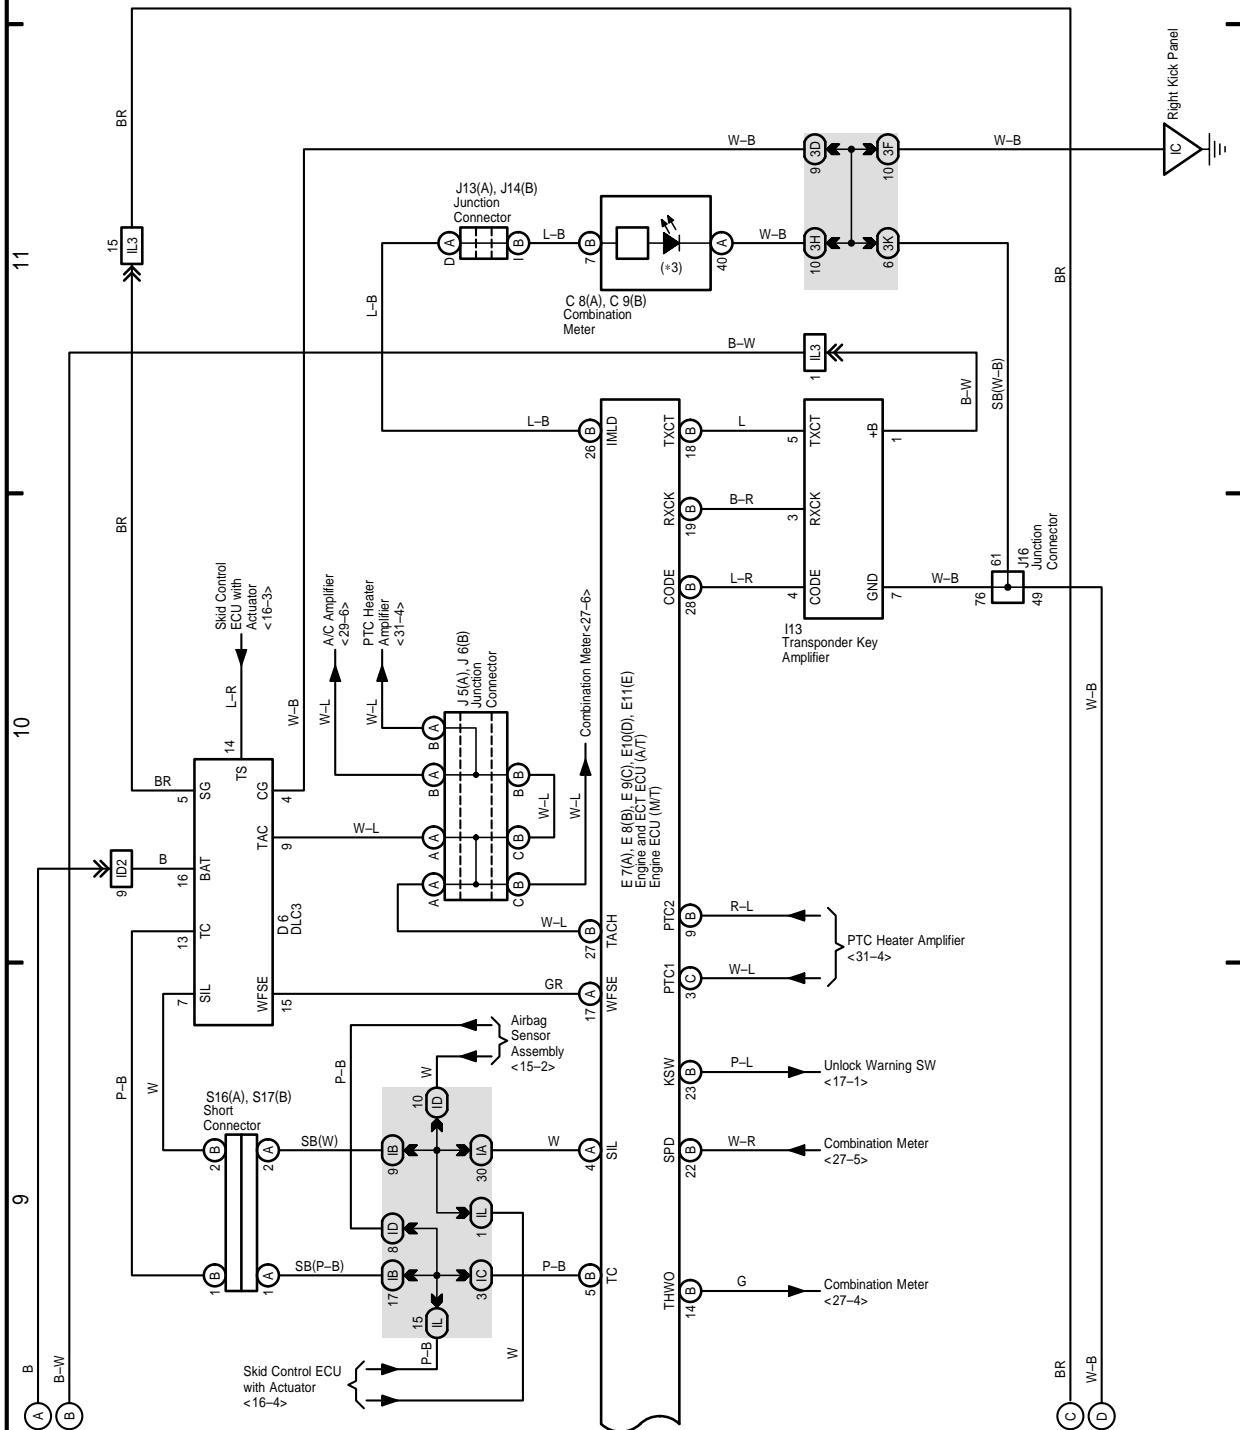 BR
Right Kick Panel
IC
W–B
9
3D
3F
10
W–B
J13(A), J14(B)
Junction
Connector
D
A
B
I
L–B
7
B
A
40
(*3)
W–B
10
3H
3K
6
C 8(A), C 9(B)
Combination
Meter
15
IL3
11
L–B
BR
B–W
1
IL3
B–W
SB(W–B)
L–B
26
B
IMLD
TXCT
18
B
L
5
TXCT
+B
1
RXCK
19
B
B–R
3
RXCK
CODE
28
B
L–R
4
CODE
GND
7
W–B
76
61
49
J16
Junction
Connector
I13
Transponder Key
Amplifier
BR
Skid Control
ECU with
Actuator
<16–3>
L–R
14
W–B
A/C Amplifier
<29–6>
PTC Heater
Amplifier
<31–4>
W–L
W–L
J 5(A), J 6(B)
Junction
Connector
B
A
B
A
B
B
W–L
A
A
C
B
A
A
C
B
Combination Meter<27–6>
W–L
E 7(A), E 8(B), E 9(C), E10(D), E11(E)
Engine and ECT ECU (A/T)
Engine ECU (M/T)
10
W–B
BR
5
SG
TS
CG
4
TAC
9
W–L
9
ID2
B
16
BAT
13
TC
D 6
DLC3
7
SIL
WFSE
15
W–L
27
B
TACH
GR
17
A
WFSE
PTC2
9
B
R–L
PTC1
3
C
W–L
PTC Heater Amplifier
<31–4>
Airbag
Sensor
Assembly
<15–2>
P–B
W
P–B
W
10
ID
KSW
23
B
P–L
Unlock Warning SW
<17–1>
S16(A), S17(B)
Short
Connector
2
B
A
2
SB(W)
9
IB
IA
30
W
4
A
SIL
SPD
22
B
W–R
Combination Meter
<27–5>
9
8
ID
IL
1
1
B
A
1
SB(P–B)
17
IB
IC
3
P–B
5
B
TC
THWO
14
B
G
Combination Meter
<27–4>
15
IL
P–B
W
Skid Control ECU
with Actuator
<16–4>
B
B–W
BR
W–B
A
B
C
D